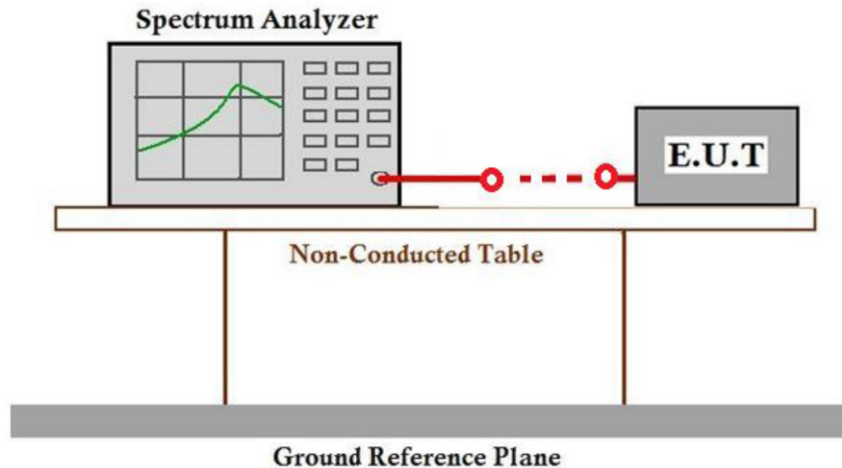 Spectrum Analyzer
E.U.T
Non-Conducted Table
Ground Reference Plane